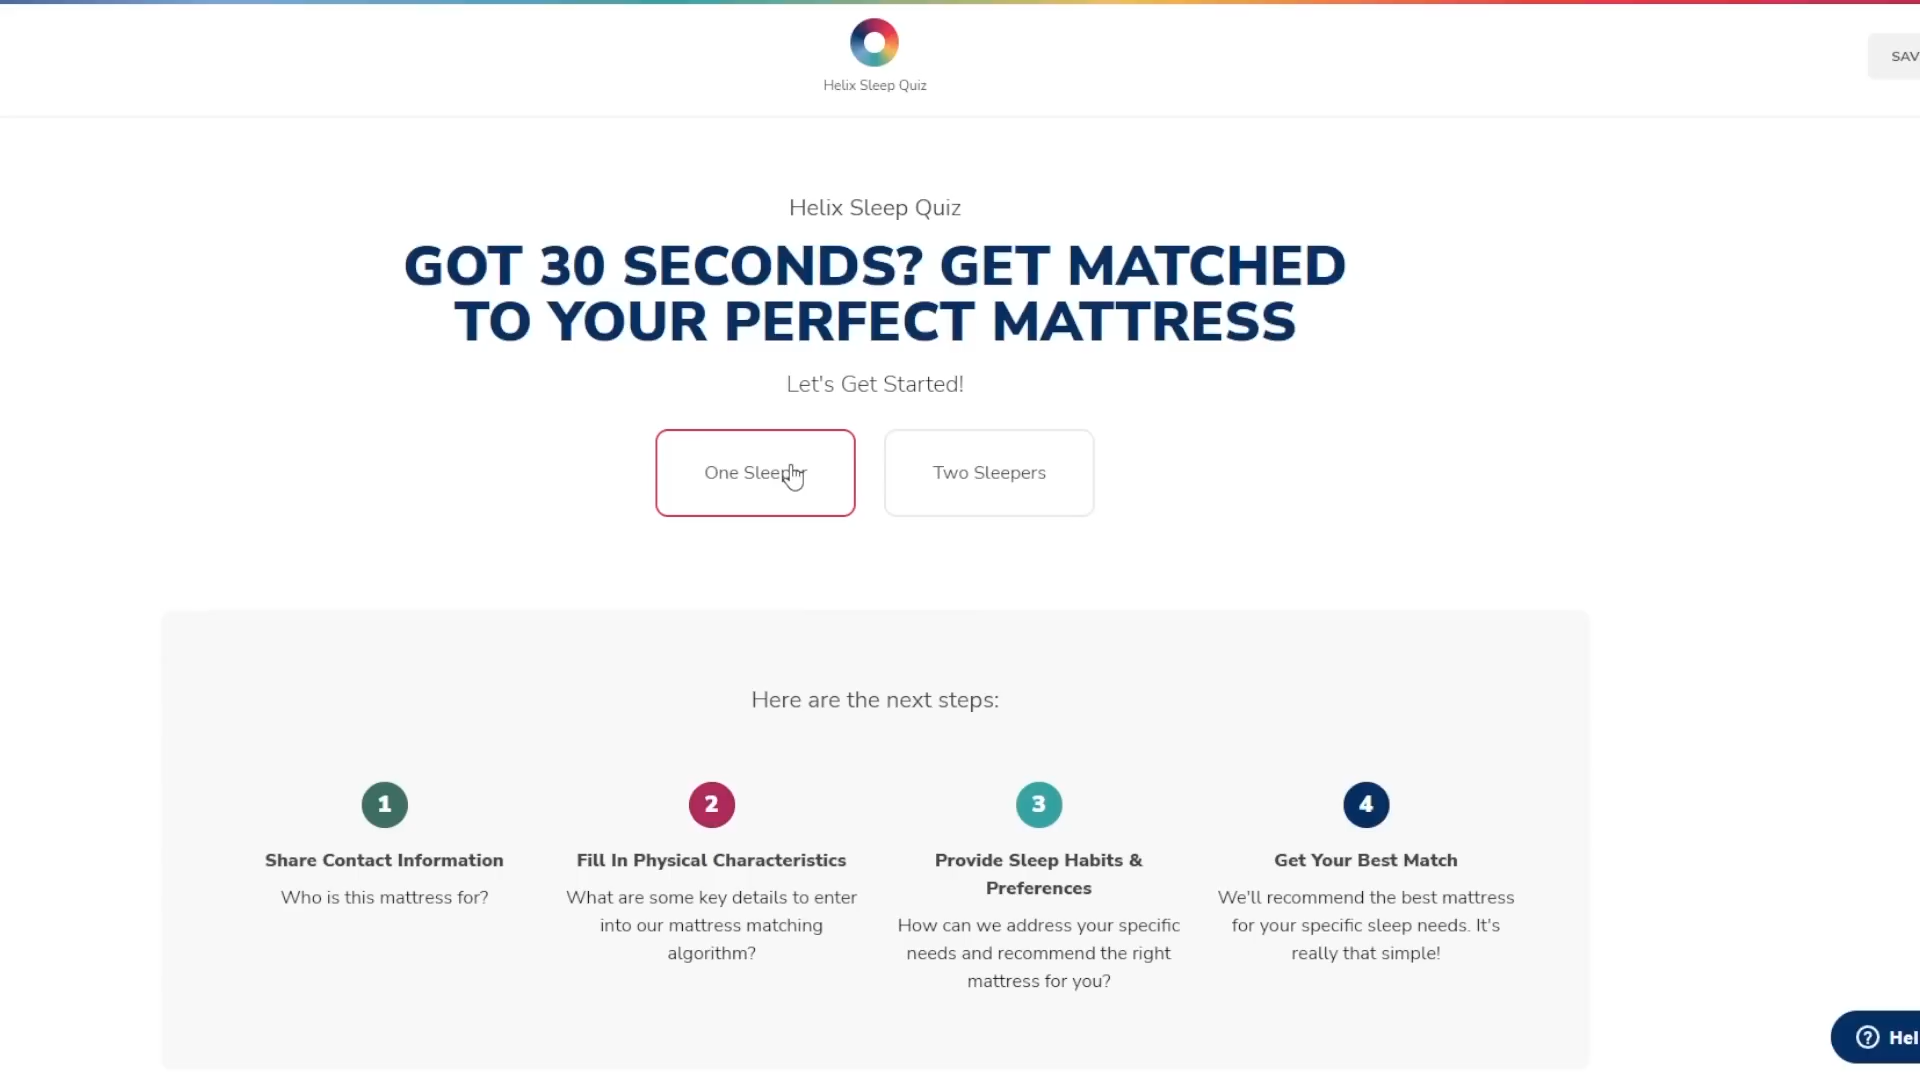 Helix Sleep Quiz
Helix Sleep Quiz
GOT 30 SECONDS? GET MATCHED
TO YOUR PERFECT MATTRESS
Let's Get Started!
One Sleeper
Two Sleepers
Here are the next steps:
1
Share Contact Information
Who is this mattress for?
2
Fill In Physical Characteristics
What are some key details to enter
into our mattress matching
algorithm?
3
Provide Sleep Habits &
Preferences
How can we address your specific
needs and recommend the right
mattress for you?
4
Get Your Best Match
We'll recommend the best mattress
for your specific sleep needs. It's
really that simple!